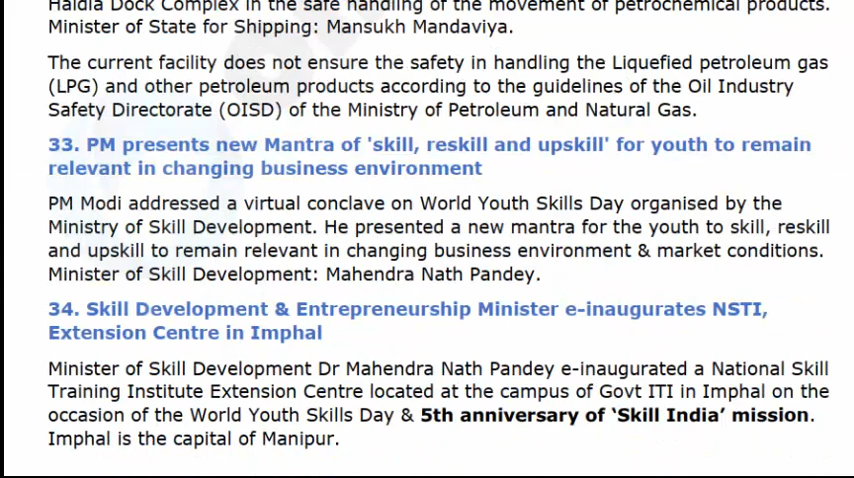 Haldia Dock Complex in the safe handling of the movement of petrochemical products.
Minister of State for Shipping: Mansukh Mandaviya.
The current facility does not ensure the safety in handling the Liquefied petroleum gas
(LPG) and other petroleum products according to the guidelines of the Oil Industry
Safety Directorate (OISD) of the Ministry of Petroleum and Natural Gas.
33. PM presents new Mantra of 'skill, reskill and upskill' for youth to remain
relevant in changing business environment
PM Modi addressed a virtual conclave on World Youth Skills Day organised by the
Ministry of Skill Development. He presented a new mantra for the youth to skill, reskill
and upskill to remain relevant in changing business environment & market conditions.
Minister of Skill Development: Mahendra Nath Pandey.
34. Skill Development & Entrepreneurship Minister e-inaugurates NSTI,
Extension Centre in Imphal
Minister of Skill Development Dr Mahendra Nath Pandey e-inaugurated a National Skill
Training Institute Extension Centre located at the campus of Govt ITI in Imphal on the
occasion of the World Youth Skills Day & 5th anniversary of ‘Skill India’ mission.
Imphal is the capital of Manipur.